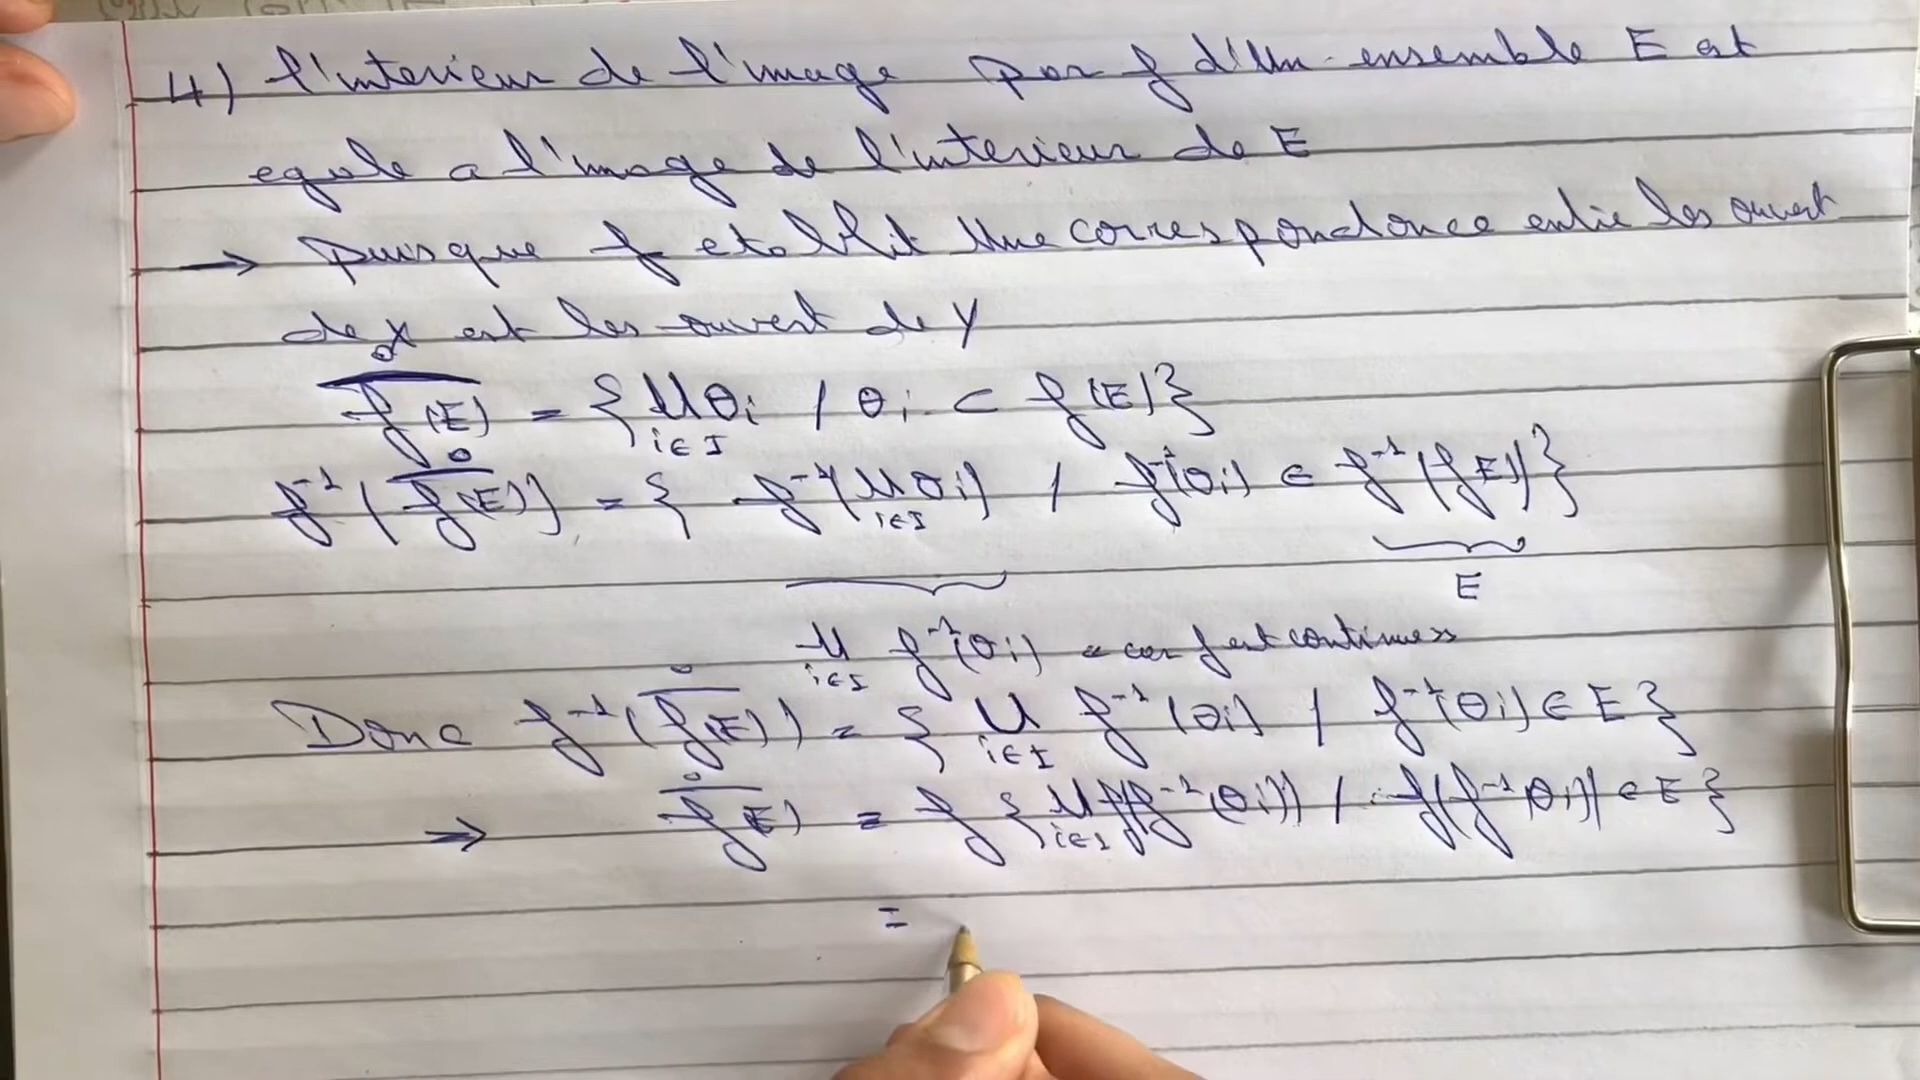 4) l'interieur de l'image par f d'un ensemble E est
egale a l'image de l'interieur de E
→ Puisque f etablit une correspondance entre les ouvert
de X est les ouvert de Y
f(E)° = { ∪ i∈I θi / θi ⊂ f(E) }
f⁻¹( f(E)° ) = { f⁻¹( ∪ i∈I θi ) / f⁻¹(θi) ∈ f⁻¹(f(E)) }
E
∪ i∈I f⁻¹(θi) « car f est continue »
Donc f⁻¹( f(E)° ) = { ∪ i∈I f⁻¹(θi) / f⁻¹(θi) ∈ E }
→ f(E)° = f { ∪ i∈I f(f⁻¹(θi)) / f(f⁻¹(θi)) ∈ E }
=